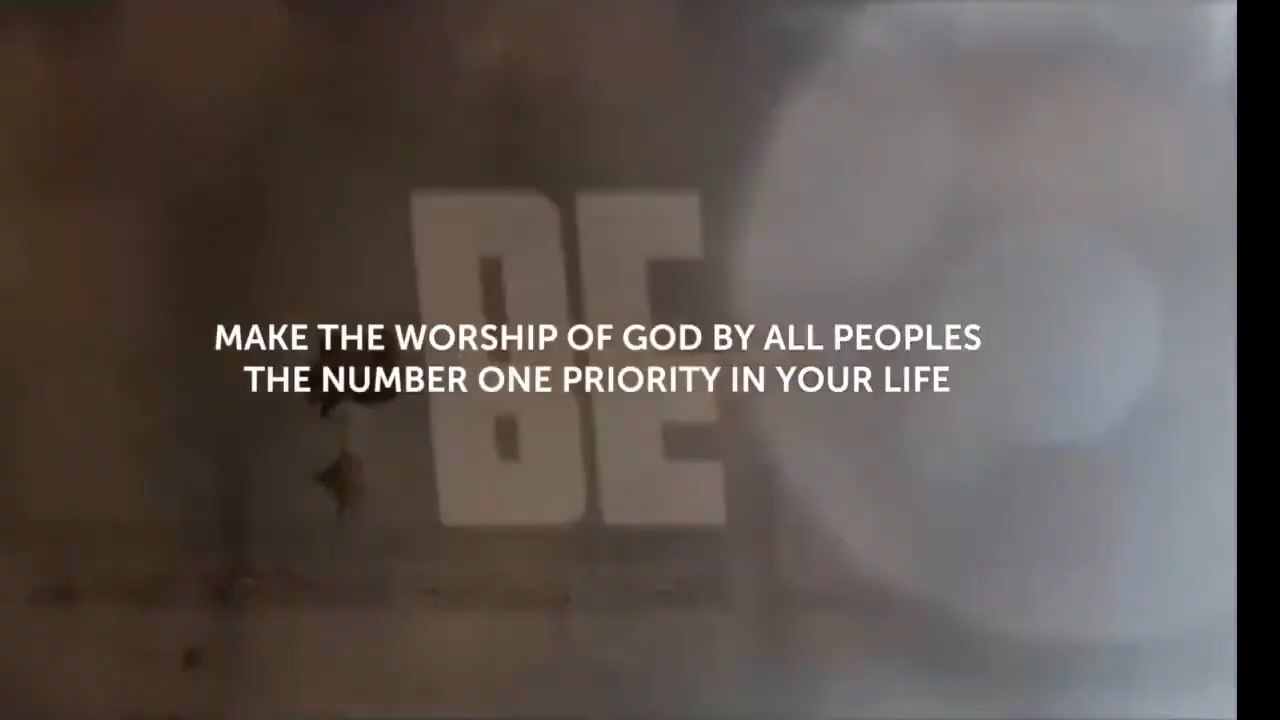 BE
MAKE THE WORSHIP OF GOD BY ALL PEOPLES
THE NUMBER ONE PRIORITY IN YOUR LIFE